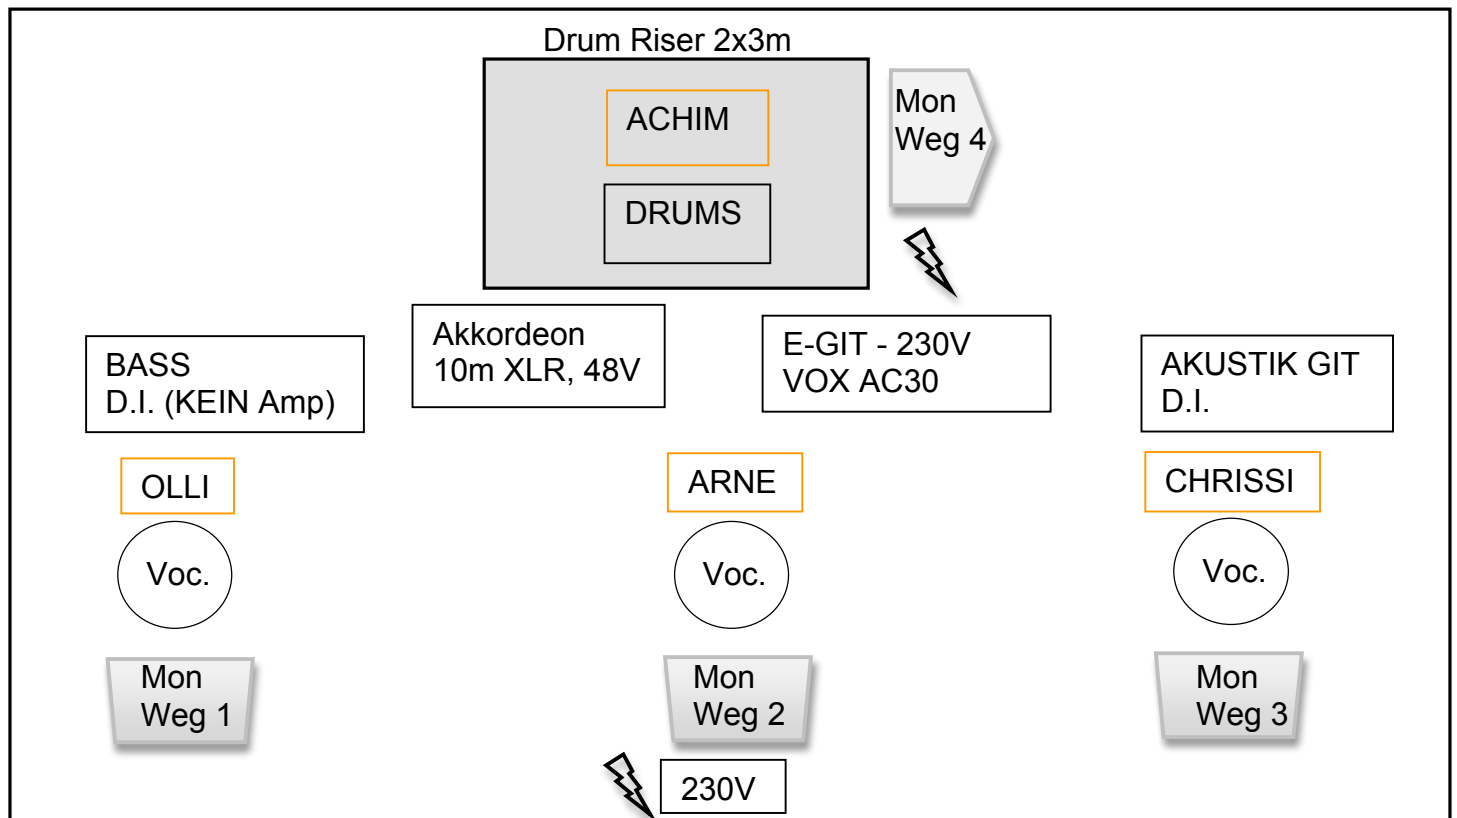 Drum Riser 2x3m
ACHIM
DRUMS
Mon
Weg 4
Akkordeon
10m XLR, 48V
E-GIT - 230V
VOX AC30
BASS
D.I. (KEIN Amp)
AKUSTIK GIT
D.I.
OLLI
ARNE
CHRISSI
Voc.
Voc.
Voc.
Mon
Weg 1
Mon
Weg 2
Mon
Weg 3
230V